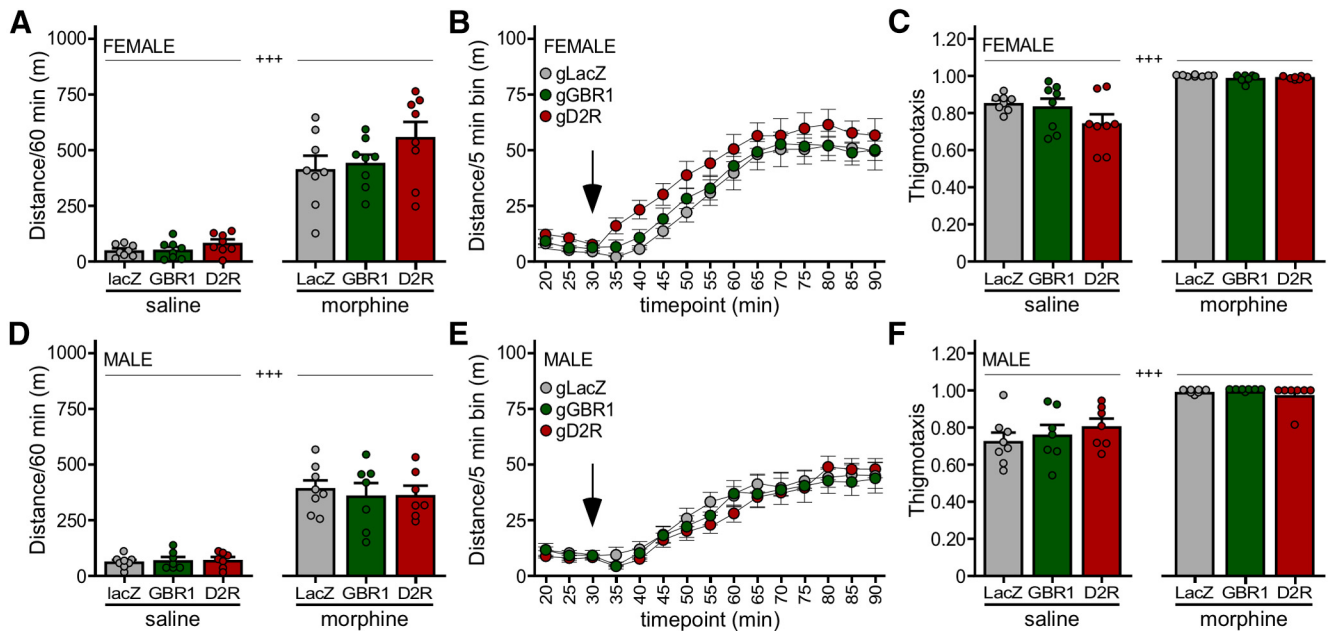 A
Distance/60 min (m)
1000
750
500
250
0
FEMALE
+++
lacZ GBR1 D2R
saline
LacZ GBR1 D2R
morphine
B
Distance/5 min bin (m)
100
75
50
25
0
FEMALE
gLacZ
gGBR1
gD2R
20 25 30 35 40 45 50 55 60 65 70 75 80 85 90
timepoint (min)
C
Thigmotaxis
1.20
1.00
0.80
0.60
0.40
0.20
0
FEMALE
+++
LacZ GBR1 D2R
saline
LacZ GBR1 D2R
morphine
D
Distance/60 min (m)
1000
750
500
250
0
MALE
+++
lacZ GBR1 D2R
saline
LacZ GBR1 D2R
morphine
E
Distance/5 min bin (m)
100
75
50
25
0
MALE
gLacZ
gGBR1
gD2R
20 25 30 35 40 45 50 55 60 65 70 75 80 85 90
timepoint (min)
F
Thigmotaxis
1.20
1.00
0.80
0.60
0.40
0.20
0
MALE
+++
LacZ GBR1 D2R
saline
LacZ GBR1 D2R
morphine